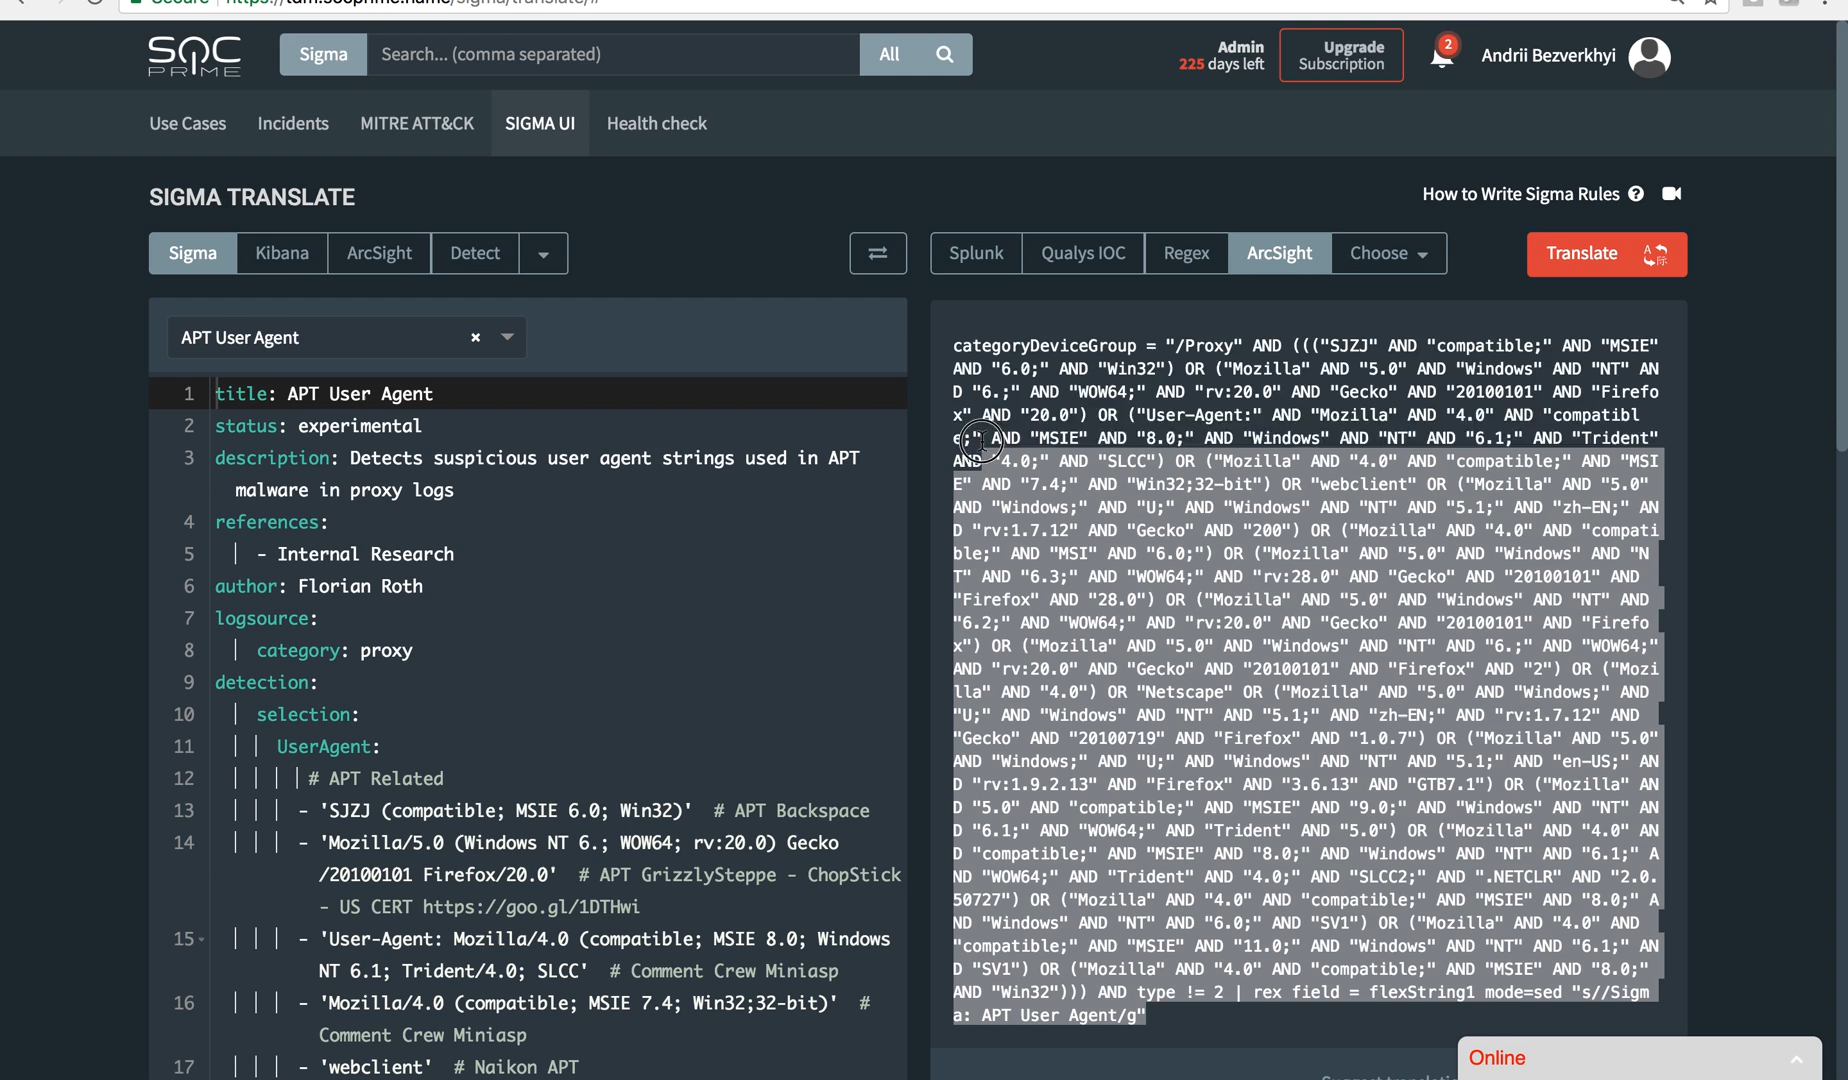 Secure
SOC
PRIME
Sigma
Search... (comma separated)
All
Admin
225 days left
Upgrade
Subscription
2
Andrii Bezverkhyi
Use Cases
Incidents
MITRE ATT&CK
SIGMA UI
Health check
SIGMA TRANSLATE
How to Write Sigma Rules ?
Sigma
Kibana
ArcSight
Detect
Splunk
Qualys IOC
Regex
ArcSight
Choose
Translate
APT User Agent ×
1 title: APT User Agent
2 status: experimental
3 description: Detects suspicious user agent strings used in APT
malware in proxy logs
4 references:
5 - Internal Research
6 author: Florian Roth
7 logsource:
8 category: proxy
9 detection:
10 selection:
11 UserAgent:
12 # APT Related
13 - 'SJZJ (compatible; MSIE 6.0; Win32)' # APT Backspace
14 - 'Mozilla/5.0 (Windows NT 6.; WOW64; rv:20.0) Gecko
/20100101 Firefox/20.0' # APT GrizzlySteppe - ChopStick
- US CERT https://goo.gl/1DTHwi
15 - 'User-Agent: Mozilla/4.0 (compatible; MSIE 8.0; Windows
NT 6.1; Trident/4.0; SLCC' # Comment Crew Miniasp
16 - 'Mozilla/4.0 (compatible; MSIE 7.4; Win32;32-bit)' #
Comment Crew Miniasp
17 - 'webclient' # Naikon APT
categoryDeviceGroup = "/Proxy" AND ((("SJZJ" AND "compatible;" AND "MSIE"
AND "6.0;" AND "Win32") OR ("Mozilla" AND "5.0" AND "Windows" AND "NT" AN
D "6.;" AND "WOW64;" AND "rv:20.0" AND "Gecko" AND "20100101" AND "Firefo
x" AND "20.0") OR ("User-Agent:" AND "Mozilla" AND "4.0" AND "compatibl
e;" AND "MSIE" AND "8.0;" AND "Windows" AND "NT" AND "6.1;" AND "Trident"
AND "4.0;" AND "SLCC") OR ("Mozilla" AND "4.0" AND "compatible;" AND "MSI
E" AND "7.4;" AND "Win32;32-bit") OR "webclient" OR ("Mozilla" AND "5.0"
AND "Windows;" AND "U;" AND "Windows" AND "NT" AND "5.1;" AND "zh-EN;" AN
D "rv:1.7.12" AND "Gecko" AND "200") OR ("Mozilla" AND "4.0" AND "compati
ble;" AND "MSI" AND "6.0;") OR ("Mozilla" AND "5.0" AND "Windows" AND "N
T" AND "6.3;" AND "WOW64;" AND "rv:28.0" AND "Gecko" AND "20100101" AND
"Firefox" AND "28.0") OR ("Mozilla" AND "5.0" AND "Windows" AND "NT" AND
"6.2;" AND "WOW64;" AND "rv:20.0" AND "Gecko" AND "20100101" AND "Firefo
x") OR ("Mozilla" AND "5.0" AND "Windows" AND "NT" AND "6.;" AND "WOW64;"
AND "rv:20.0" AND "Gecko" AND "20100101" AND "Firefox" AND "2") OR ("Mozi
lla" AND "4.0") OR "Netscape" OR ("Mozilla" AND "5.0" AND "Windows;" AND
"U;" AND "Windows" AND "NT" AND "5.1;" AND "zh-EN;" AND "rv:1.7.12" AND
"Gecko" AND "20100719" AND "Firefox" AND "1.0.7") OR ("Mozilla" AND "5.0"
AND "Windows;" AND "U;" AND "Windows" AND "NT" AND "5.1;" AND "en-US;" AN
D "rv:1.9.2.13" AND "Firefox" AND "3.6.13" AND "GTB7.1") OR ("Mozilla" AN
D "5.0" AND "compatible;" AND "MSIE" AND "9.0;" AND "Windows" AND "NT" AN
D "6.1;" AND "WOW64;" AND "Trident" AND "5.0") OR ("Mozilla" AND "4.0" AN
D "compatible;" AND "MSIE" AND "8.0;" AND "Windows" AND "NT" AND "6.1;" A
ND "WOW64;" AND "Trident" AND "4.0;" AND "SLCC2;" AND ".NETCLR" AND "2.0.
50727") OR ("Mozilla" AND "4.0" AND "compatible;" AND "MSIE" AND "8.0;" A
ND "Windows" AND "NT" AND "6.0;" AND "SV1") OR ("Mozilla" AND "4.0" AND
"compatible;" AND "MSIE" AND "11.0;" AND "Windows" AND "NT" AND "6.1;" AN
D "SV1") OR ("Mozilla" AND "4.0" AND "compatible;" AND "MSIE" AND "8.0;"
AND "Win32"))) AND type != 2 | rex field = flexString1 mode=sed "s//Sigm
a: APT User Agent/g"
Online